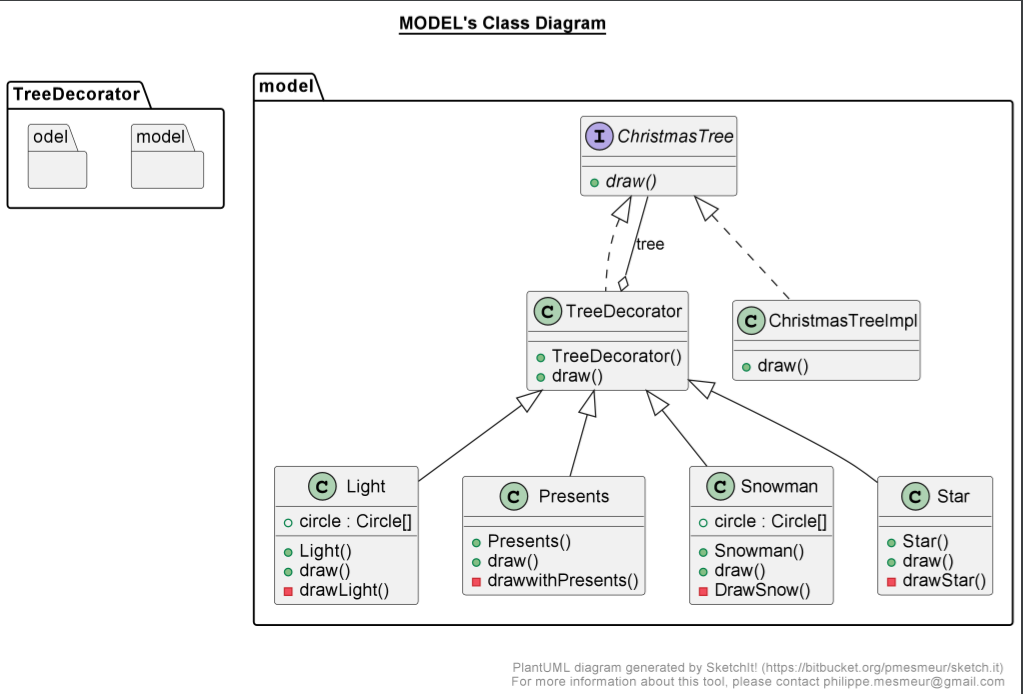 MODEL's Class Diagram
TreeDecorator
odel
model
model
I ChristmasTree
draw()
tree
C TreeDecorator
TreeDecorator()
draw()
C ChristmasTreeImpl
draw()
C Light
circle : Circle[]
Light()
draw()
drawLight()
C Presents
Presents()
draw()
drawwithPresents()
C Snowman
circle : Circle[]
Snowman()
draw()
DrawSnow()
C Star
Star()
draw()
drawStar()
PlantUML diagram generated by SketchIt! (https://bitbucket.org/pmesmeur/sketch.it)
For more information about this tool, please contact philippe.mesmeur@gmail.com